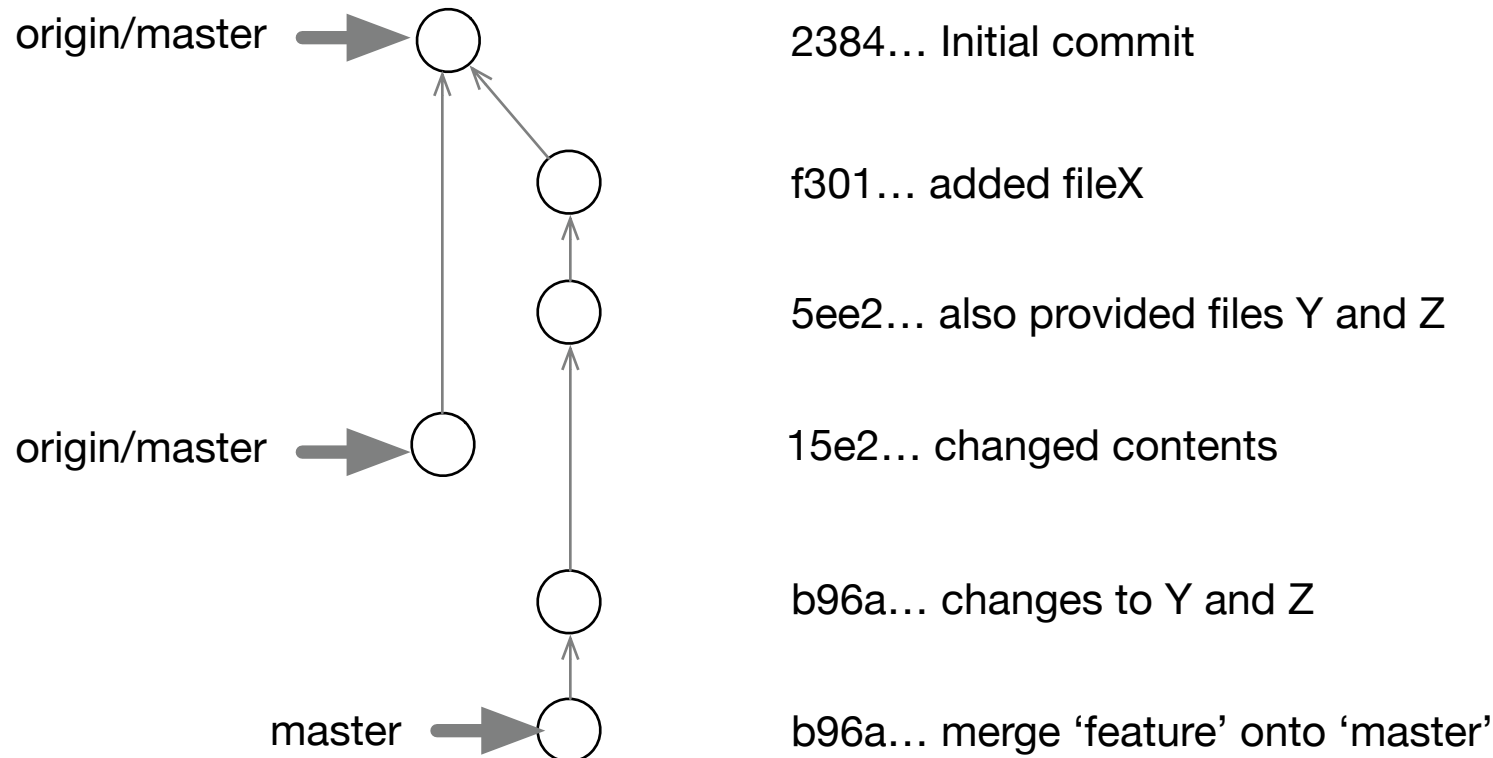 origin/master 2384… Initial commit
f301… added fileX
5ee2… also provided files Y and Z
origin/master 15e2… changed contents
b96a… changes to Y and Z
master b96a… merge ‘feature’ onto ‘master’